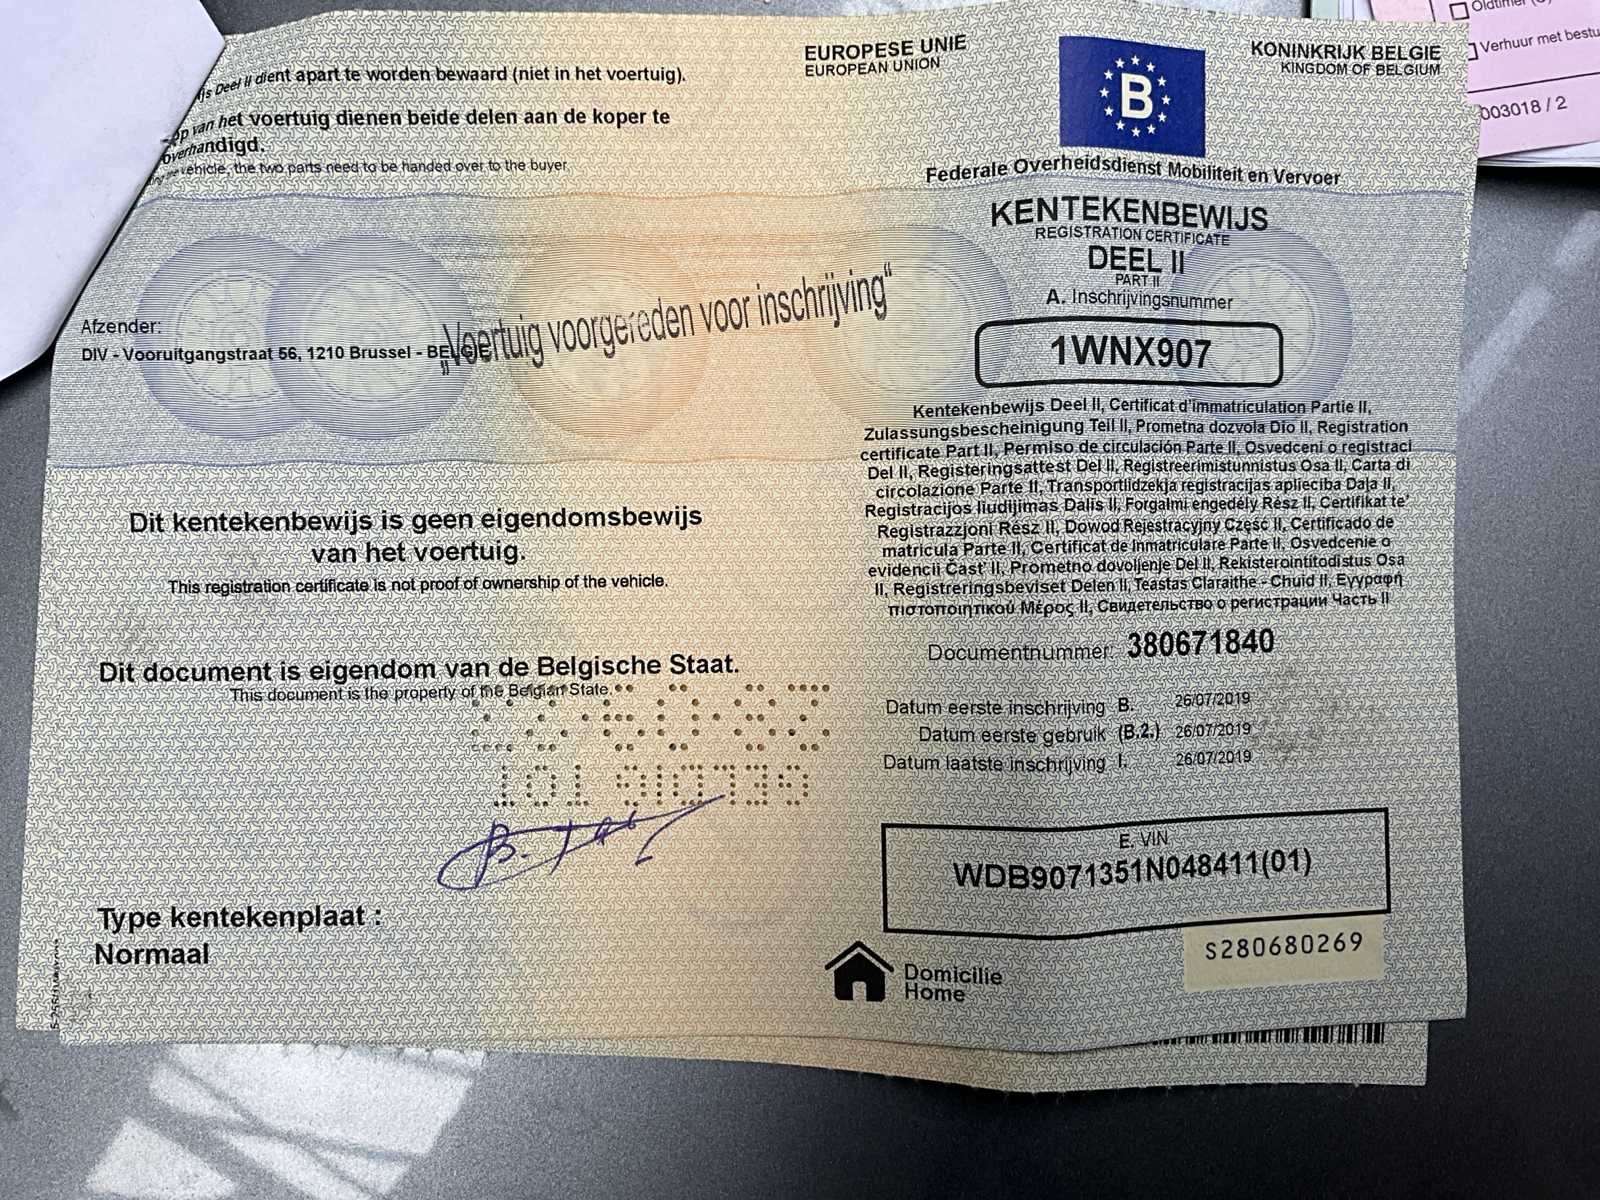 Deel II dient apart te worden bewaard (niet in het voertuig).
van het voertuig dienen beide delen aan de koper te
overhandigd.
vehicle, the two parts need to be handed over to the buyer.
Afzender:
DIV - Vooruitgangstraat 56, 1210 Brussel - BELGIE
„Voertuig voorgereden voor inschrijving“
Dit kentekenbewijs is geen eigendomsbewijs
van het voertuig.
This registration certificate is not proof of ownership of the vehicle.
Dit document is eigendom van de Belgische Staat.
This document is the property of the Belgian State.
Type kentekenplaat :
Normaal
EUROPESE UNIE
EUROPEAN UNION
B
KONINKRIJK BELGIE
KINGDOM OF BELGIUM
Federale Overheidsdienst Mobiliteit en Vervoer
KENTEKENBEWIJS
REGISTRATION CERTIFICATE
DEEL II
PART II
A. Inschrijvingsnummer
1WNX907
Kentekenbewijs Deel II, Certificat d'immatriculation Partie II,
Zulassungsbescheinigung Teil II, Prometna dozvola Dio II, Registration
certificate Part II, Permiso de circulación Parte II, Osvedceni o registraci
Del II, Registeringsattest Del II, Registreerimistunnistus Osa II, Carta di
circolazione Parte II, Transportlidzekja registracijas aplieciba Daļa II,
Registracijos liudijimas Dalis II, Forgalmi engedély Rész II, Certifikat te'
Registrazzjoni Rész II, Dowod Rejestracyjny Część II, Certificado de
matricula Parte II, Certificat de Inmatriculare Parte II, Osvedcenie o
evidencii Časť II, Prometno dovoljenje Del II, Rekisterointitodistus Osa
II, Registreringsbeviset Delen II, Teastas Claraithe - Chuid II, Εγγραφή
πιστοποιητικού Μέρος II, Свидетельство о регистрации Часть II
Documentnummer: 380671840
Datum eerste inschrijving B. 26/07/2019
Datum eerste gebruik (B.2.) 26/07/2019
Datum laatste inschrijving I. 26/07/2019
E. VIN
WDB9071351N048411(01)
S280680269
Domicilie
Home
Oldtimer
Verhuur met bestu
003018 / 2